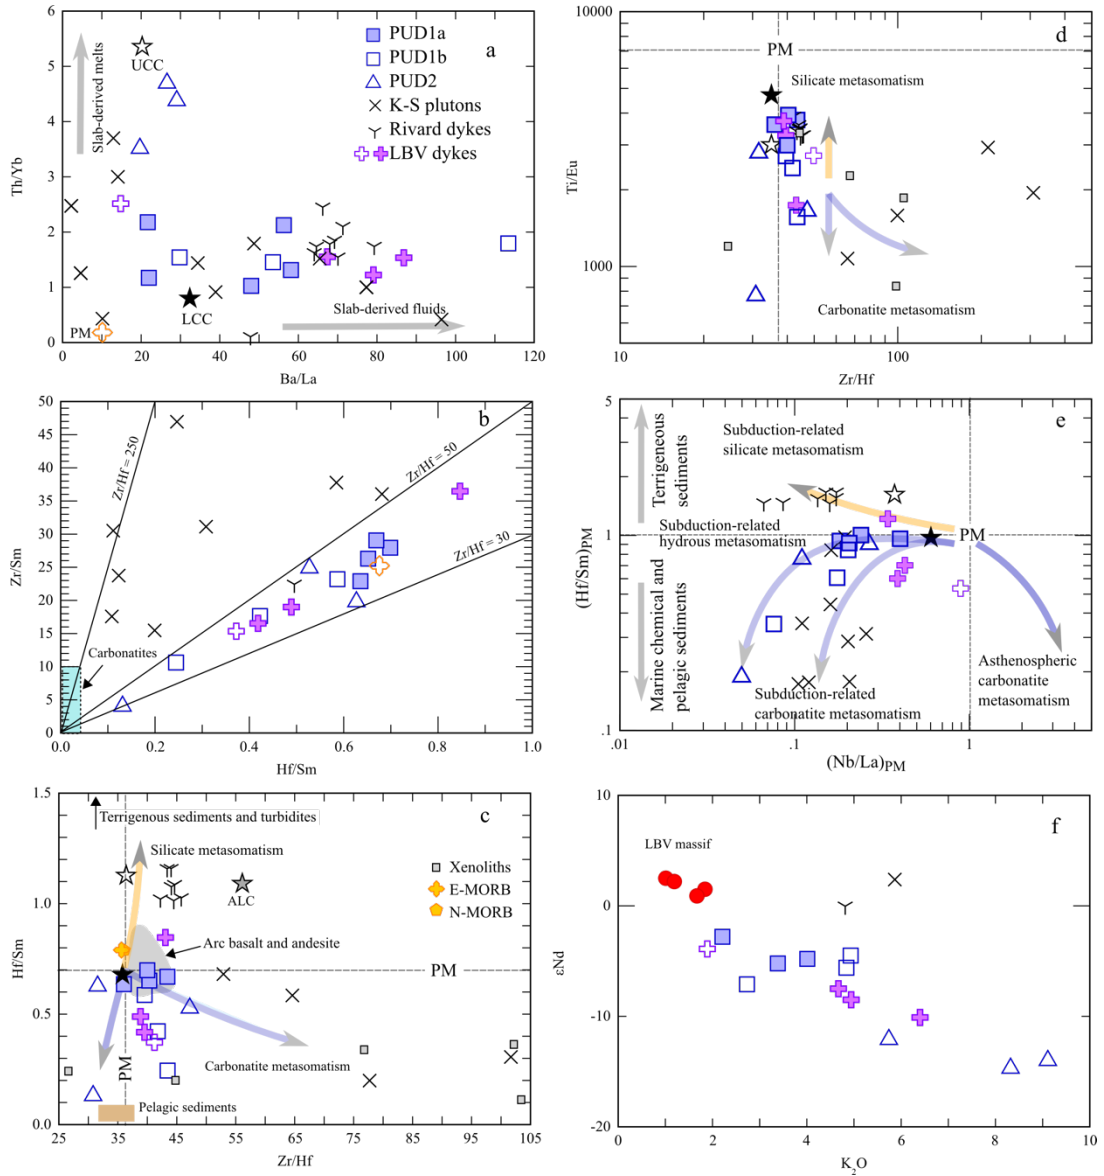 a
Th/Yb
6
5
4
3
2
1
0
0
20
40
60
80
100
120
Ba/La
Slab-derived melts
UCC
LCC
PM
Slab-derived fluids
PUD1a
PUD1b
PUD2
K-S plutons
Rivard dykes
LBV dykes
d
Ti/Eu
10000
1000
10
100
Zr/Hf
PM
Silicate metasomatism
Carbonatite metasomatism
b
Zr/Sm
50
40
30
20
10
5
0
0.0
0.2
0.4
0.6
0.8
1.0
Hf/Sm
Zr/Hf = 250
Zr/Hf = 50
Zr/Hf = 30
Carbonatites
e
(Hf/Sm)PM
5
1
.1
.01
.1
1
5
(Nb/La)PM
Terrigeneous
sediments
Marine chemical and
pelagic sediments
Subduction-related
silicate metasomatism
Subduction-related
hydrous metasomatism
PM
Subduction-related
carbonatite metasomatism
Asthenospheric
carbonatite
metasomatism
c
Hf/Sm
1.5
1.0
0.5
0.0
25
35
45
55
65
75
85
95
105
Zr/Hf
Terrigenous sediments and turbidites
Silicate metasomatism
ALC
Arc basalt and andesite
PM
PM
Carbonatite metasomatism
Pelagic sediments
Xenoliths
E-MORB
N-MORB
f
εNd
10
0
-10
-20
0
2
4
6
8
10
K2O
LBV massif